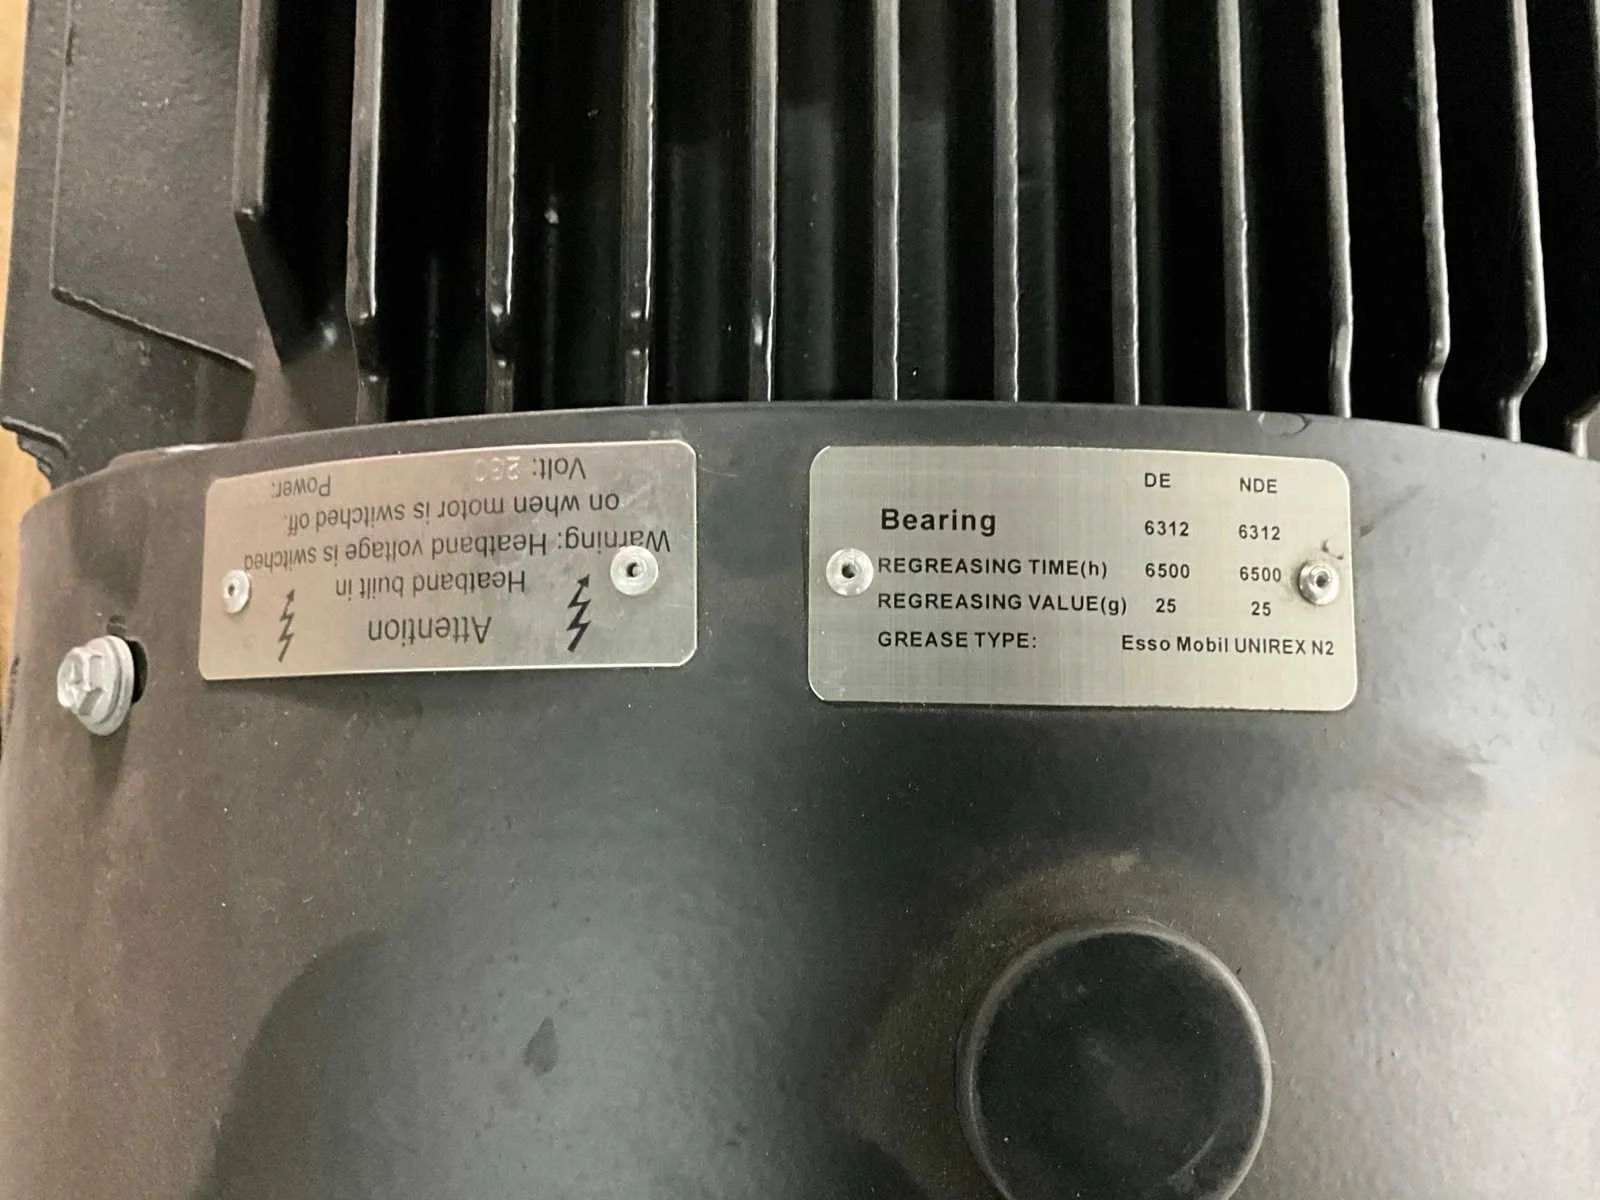 Attention
Heatband built in
Warning: Heatband voltage is switched
on when motor is switched off.
Volt:
Power:
DE NDE
Bearing 6312 6312
REGREASING TIME(h) 6500 6500
REGREASING VALUE(g) 25 25
GREASE TYPE: Esso Mobil UNIREX N2